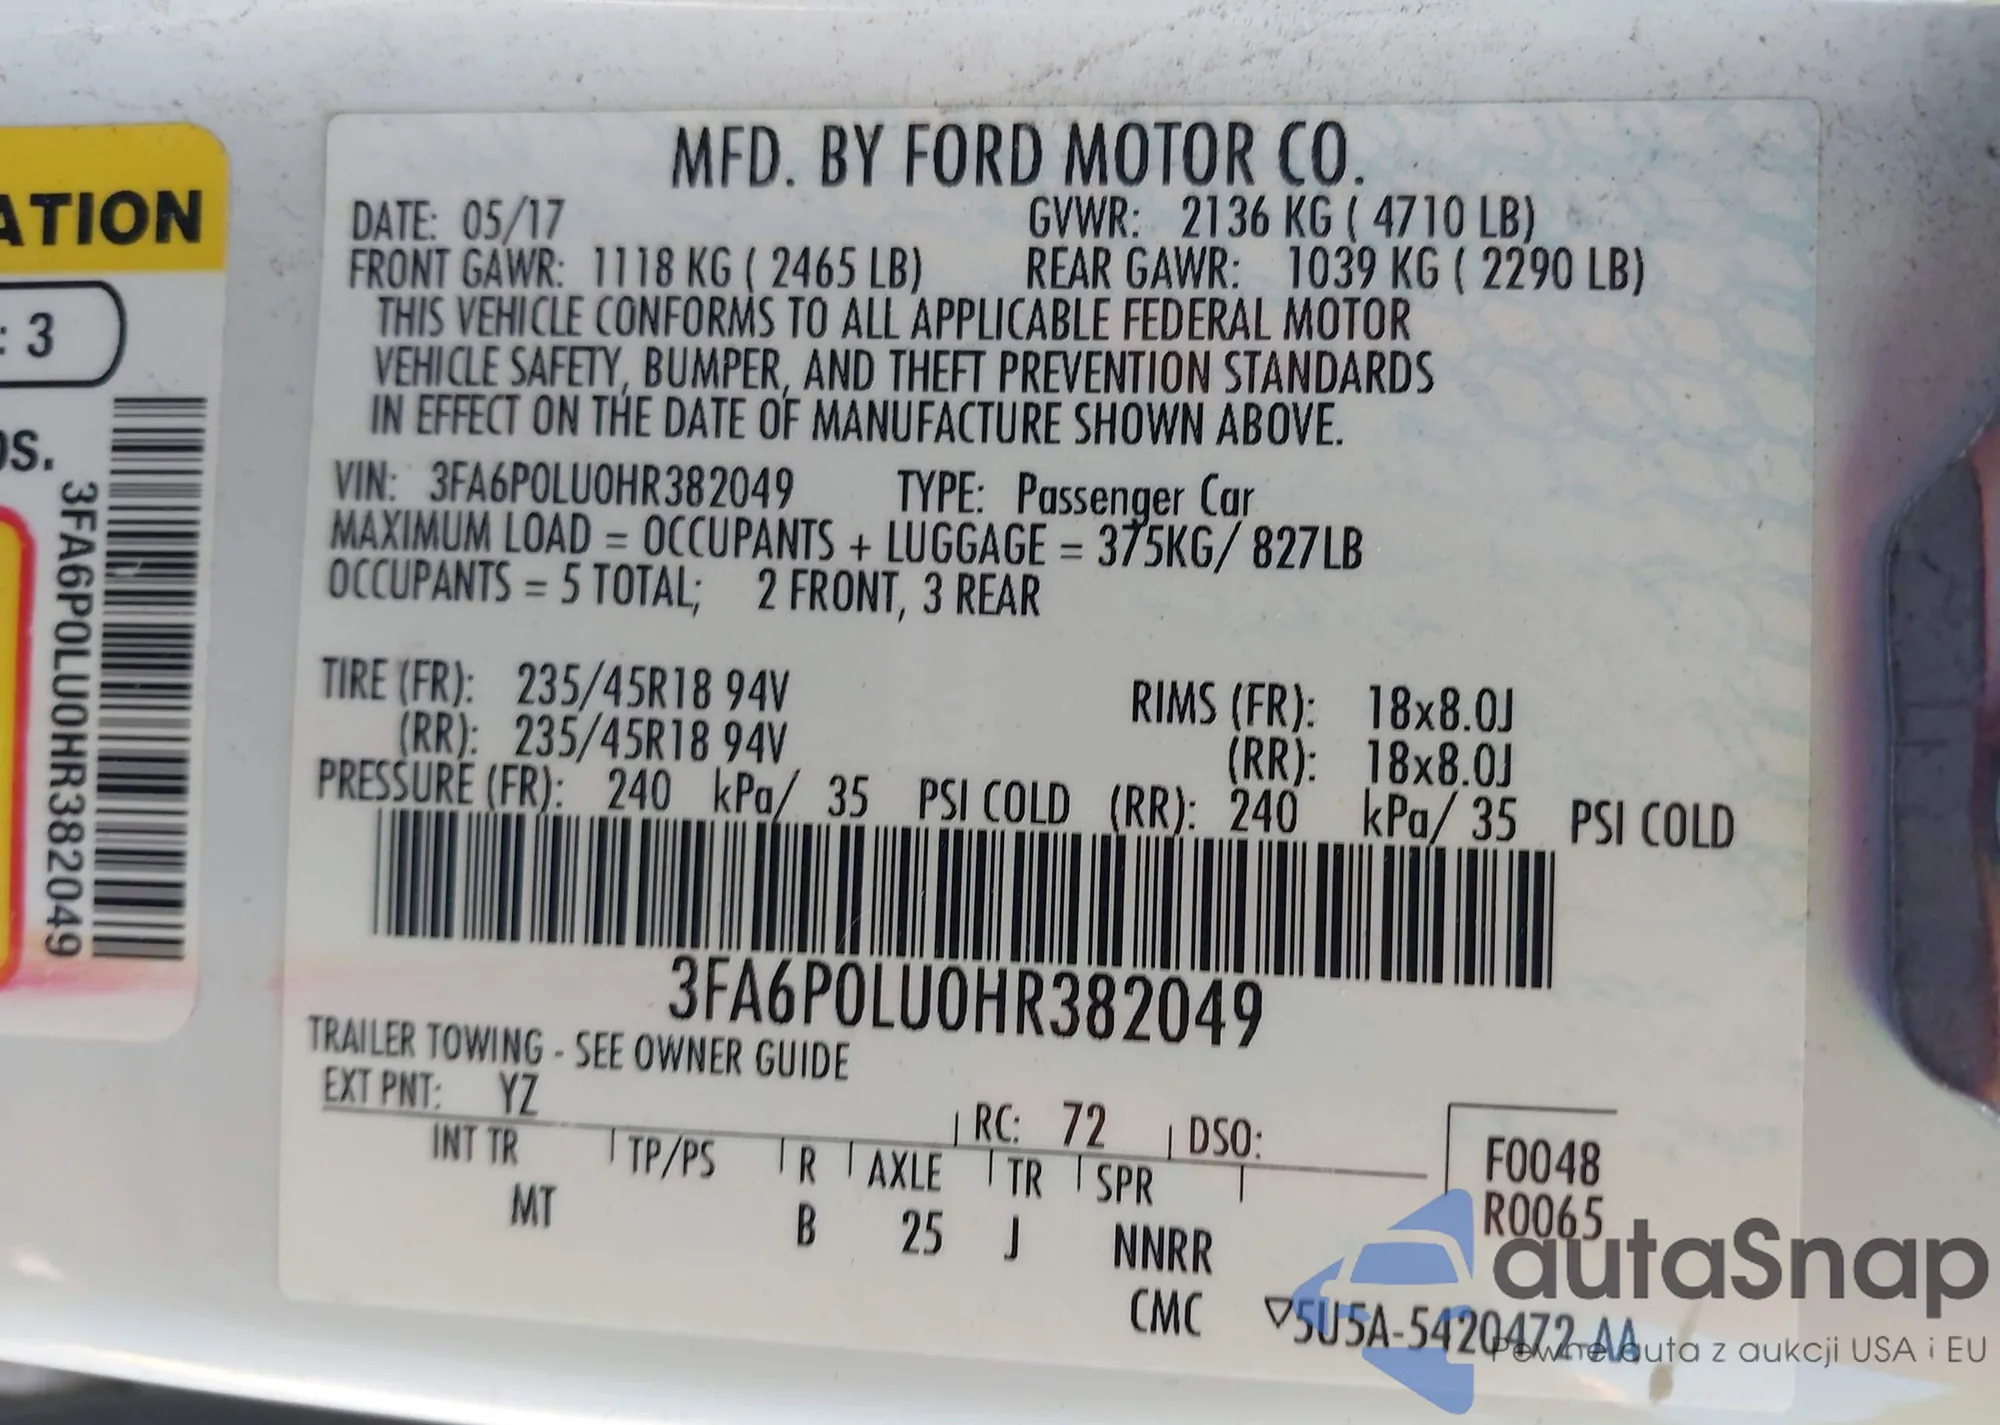 ATION
: 3
s.
3FA6P0LU0HR382049
MFD. BY FORD MOTOR CO.
DATE: 05/17 GVWR: 2136 KG ( 4710 LB)
FRONT GAWR: 1118 KG ( 2465 LB) REAR GAWR: 1039 KG ( 2290 LB)
THIS VEHICLE CONFORMS TO ALL APPLICABLE FEDERAL MOTOR
VEHICLE SAFETY, BUMPER, AND THEFT PREVENTION STANDARDS
IN EFFECT ON THE DATE OF MANUFACTURE SHOWN ABOVE.
VIN: 3FA6P0LU0HR382049 TYPE: Passenger Car
MAXIMUM LOAD = OCCUPANTS + LUGGAGE = 375KG/ 827LB
OCCUPANTS = 5 TOTAL; 2 FRONT, 3 REAR
TIRE (FR): 235/45R18 94V RIMS (FR): 18x8.0J
(RR): 235/45R18 94V (RR): 18x8.0J
PRESSURE (FR): 240 kPa/ 35 PSI COLD (RR): 240 kPa/ 35 PSI COLD
3FA6P0LU0HR382049
TRAILER TOWING - SEE OWNER GUIDE
EXT PNT: YZ RC: 72 DSO:
INT TR TP/PS R AXLE TR SPR
MT B 25 J NNRR
F0048
R0065
CMC ▽5U5A-5420472-AA
autaSnap
Pewne auta z aukcji USA i EU